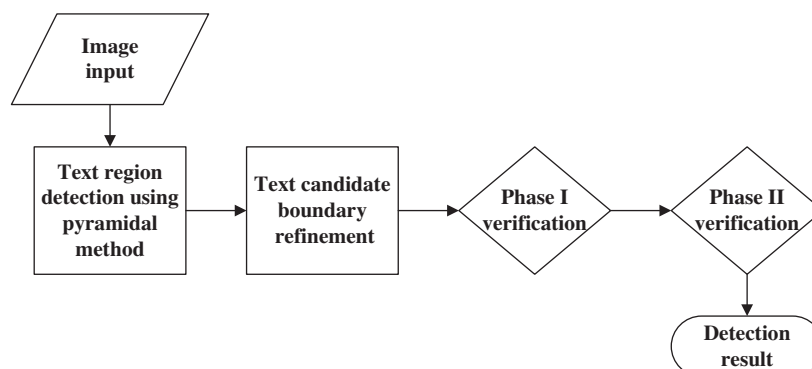 Image
input
Text region
detection using
pyramidal
method
Text candidate
boundary
refinement
Phase I
verification
Phase II
verification
Detection
result